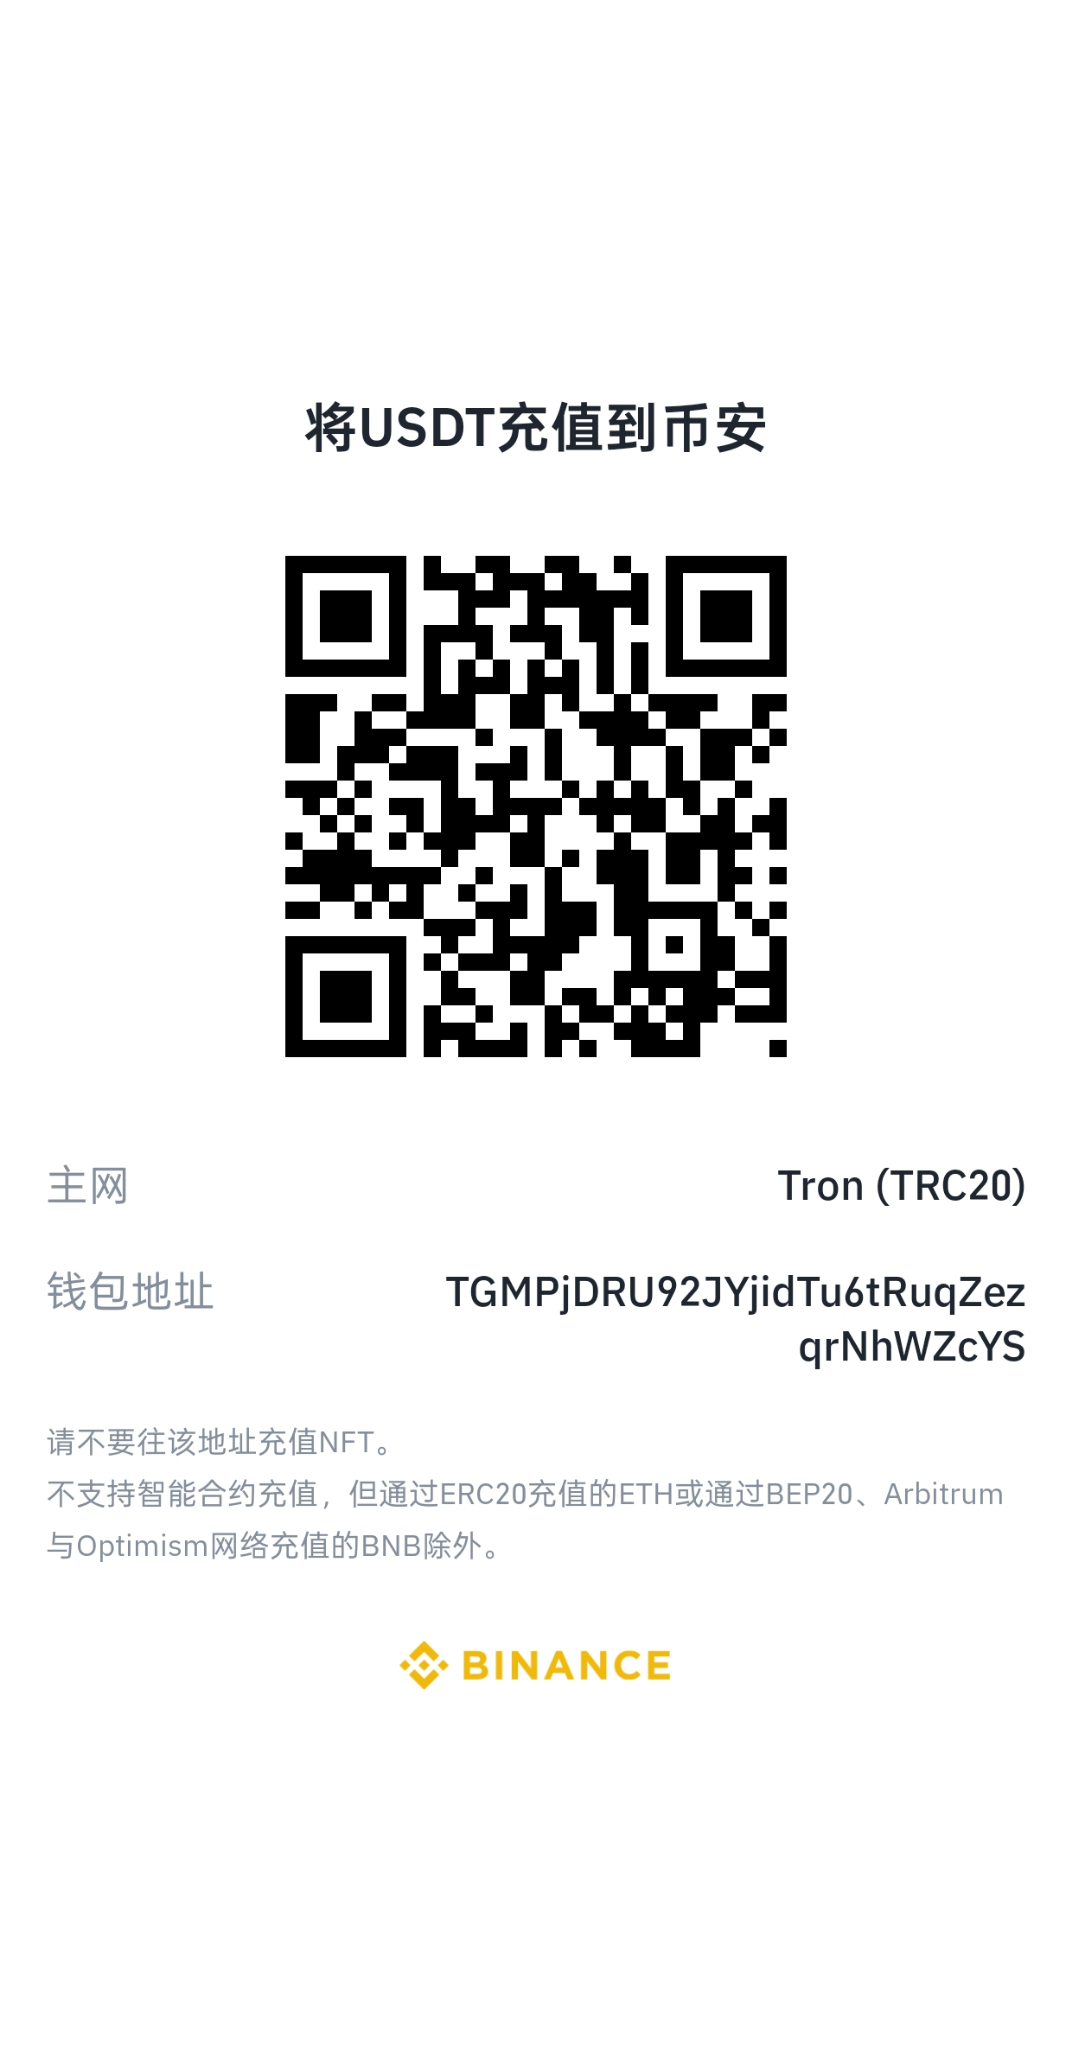 将USDT充值到币安
主网
Tron (TRC20)
钱包地址
TGMPjDRU92JYjidTu6tRuqZez
qrNhWZcYS
请不要往该地址充值NFT。
不支持智能合约充值，但通过ERC20充值的ETH或通过BEP20、Arbitrum
与Optimism网络充值的BNB除外。
BINANCE